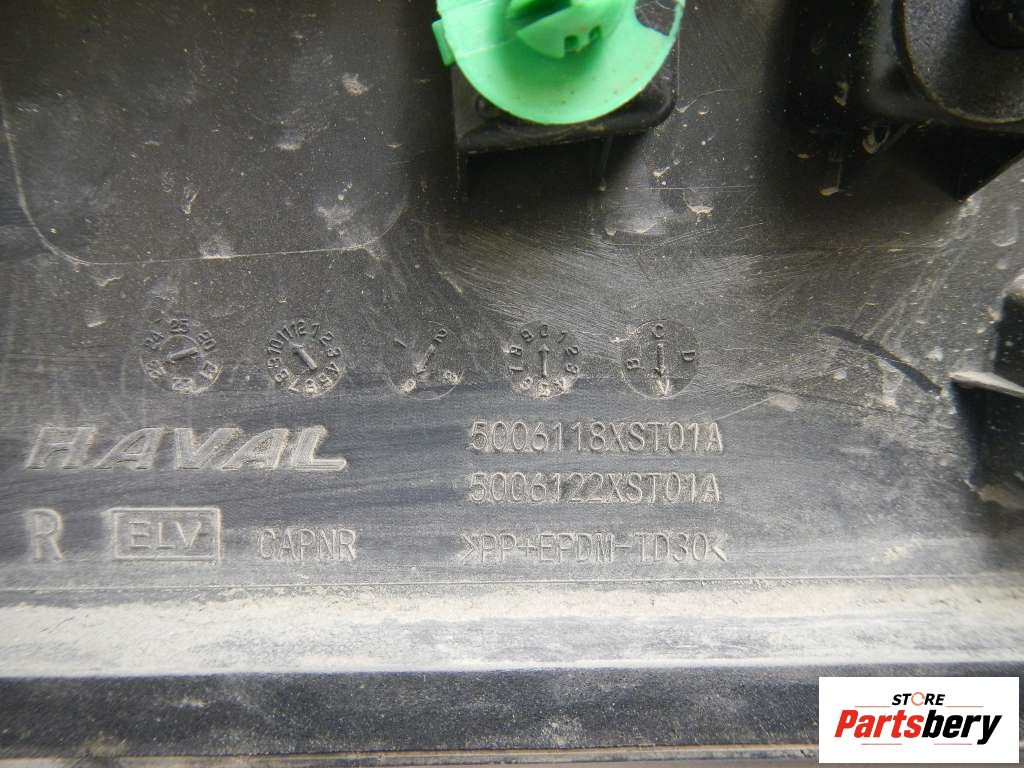 HAVAL
5006118XST01A
5006122XST01A
R ELV CAPNR >PP+EPDM-TD30<
STORE
Partsbery